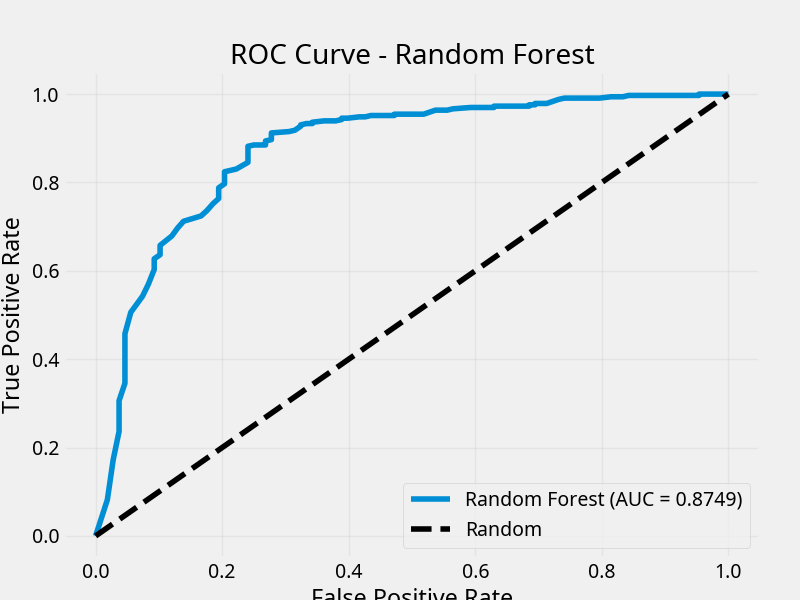 ROC Curve - Random Forest
1.0
0.8
0.6
0.4
0.2
0.0
True Positive Rate
Random Forest (AUC = 0.8749)
Random
0.0 0.2 0.4 0.6 0.8 1.0
False Positive Rate